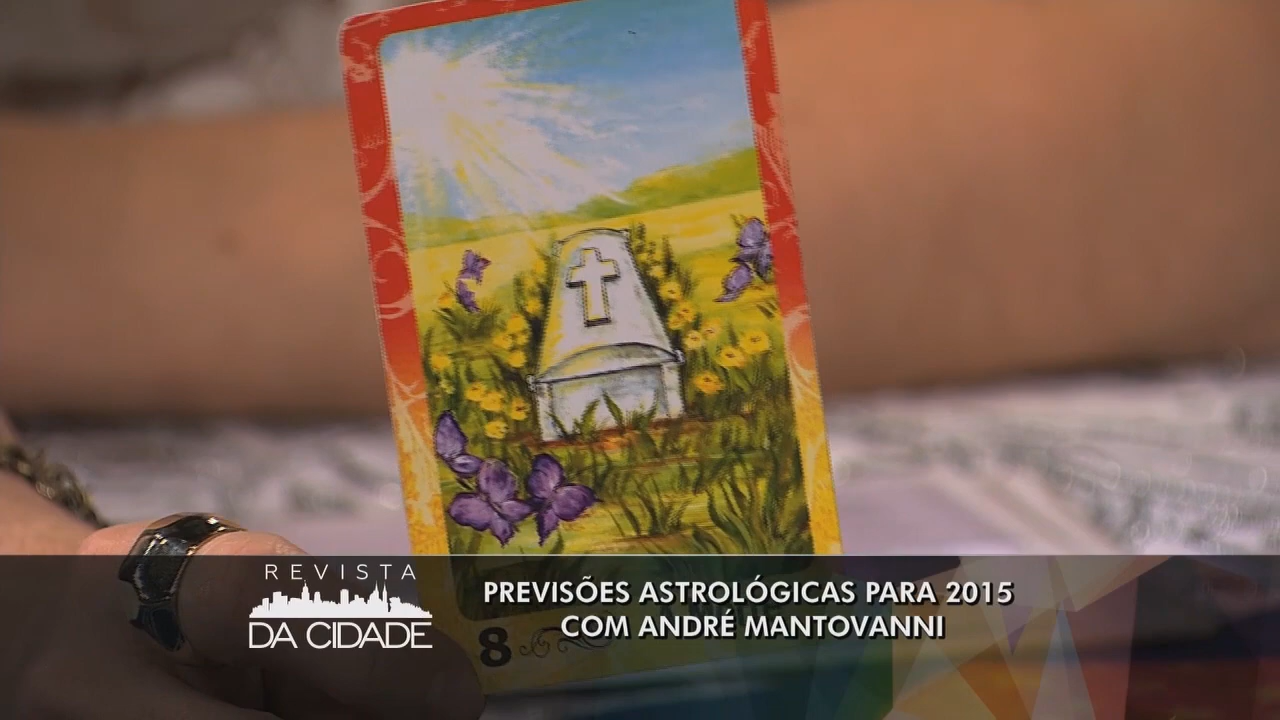 REVISTA
DA CIDADE
PREVISÕES ASTROLÓGICAS PARA 2015
COM ANDRÉ MANTOVANNI
8